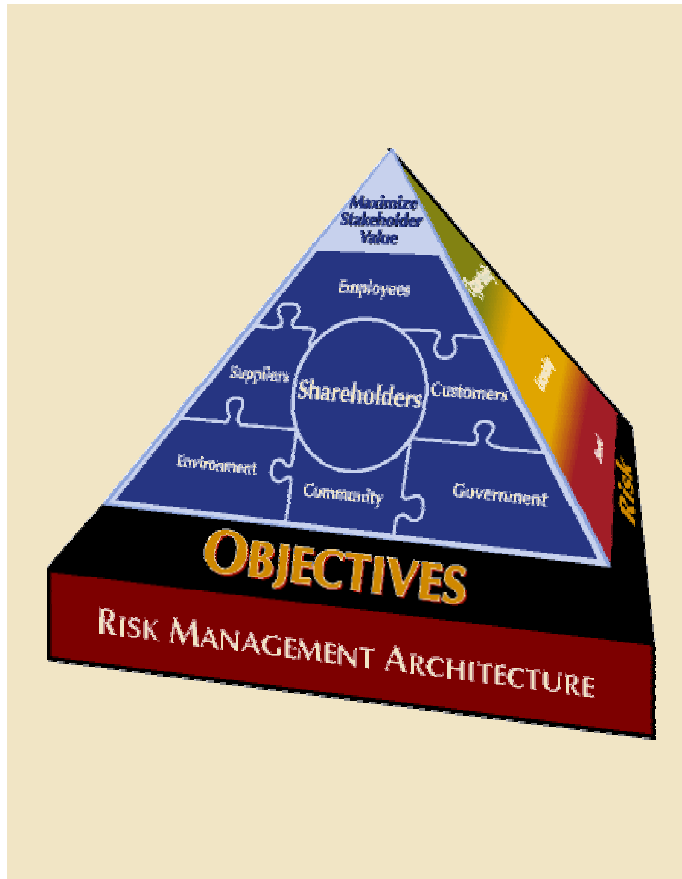 Maximize
Stakeholder
Value
Employees
Suppliers
Shareholders
Customers
Environment
Community
Government
Risk
OBJECTIVES
RISK MANAGEMENT ARCHITECTURE